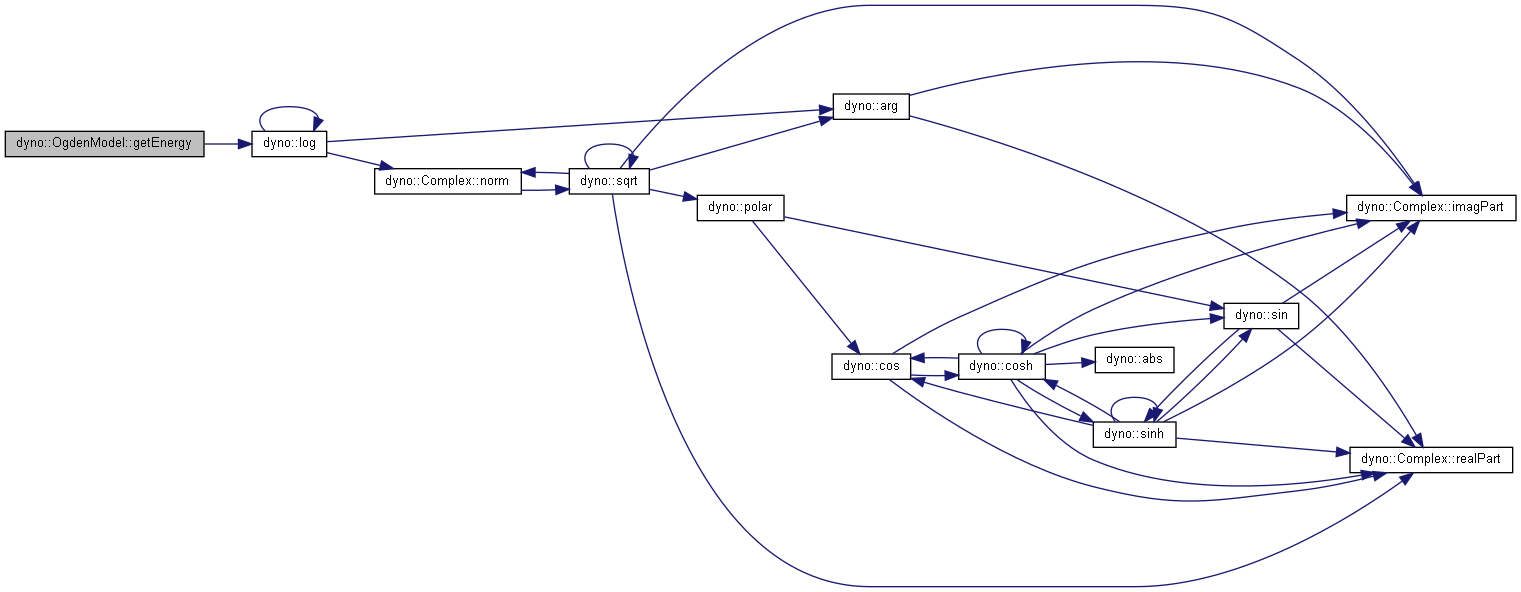 dyno::OgdenModel::getEnergy
dyno::log
dyno::Complex::norm
dyno::sqrt
dyno::polar
dyno::arg
dyno::cos
dyno::cosh
dyno::abs
dyno::sinh
dyno::sin
dyno::Complex::imagPart
dyno::Complex::realPart